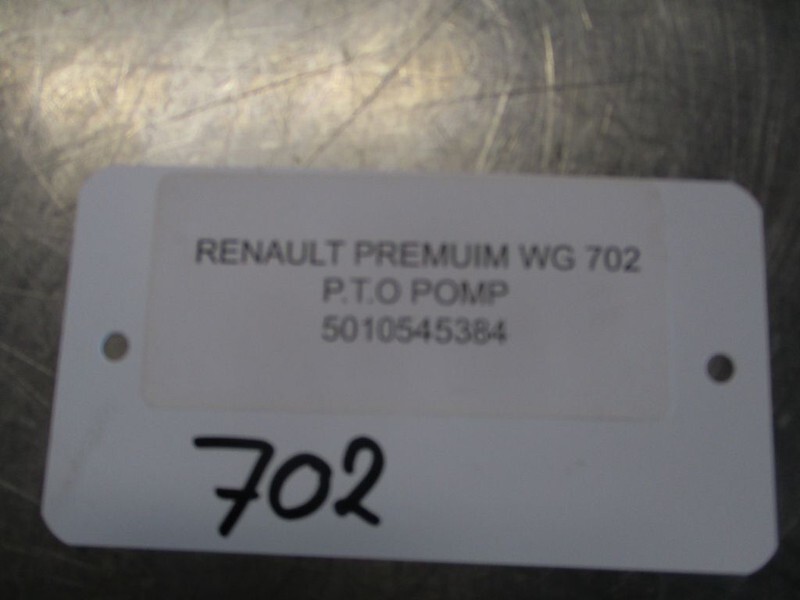 RENAULT PREMUIM WG 702
P.T.O POMP
5010545384
702